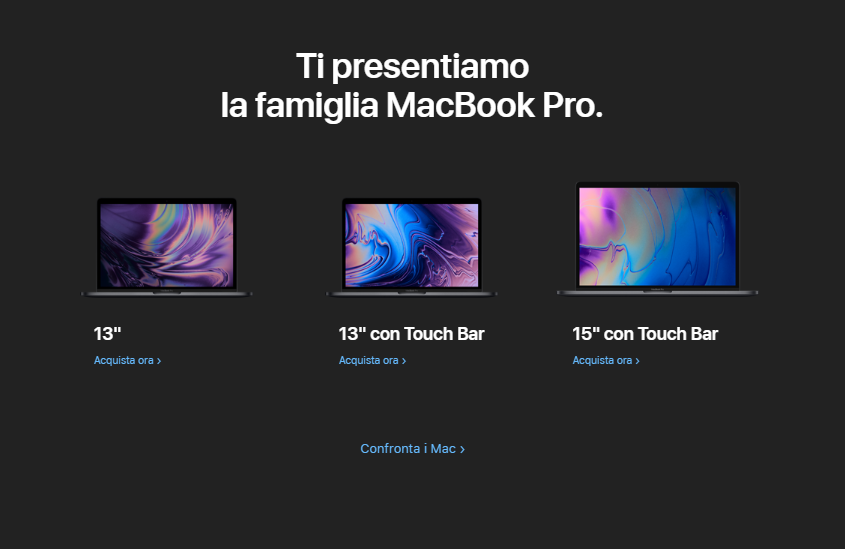 Ti presentiamo
la famiglia MacBook Pro.
13"
13" con Touch Bar
15" con Touch Bar
Acquista ora ›
Acquista ora ›
Acquista ora ›
Confronta i Mac ›